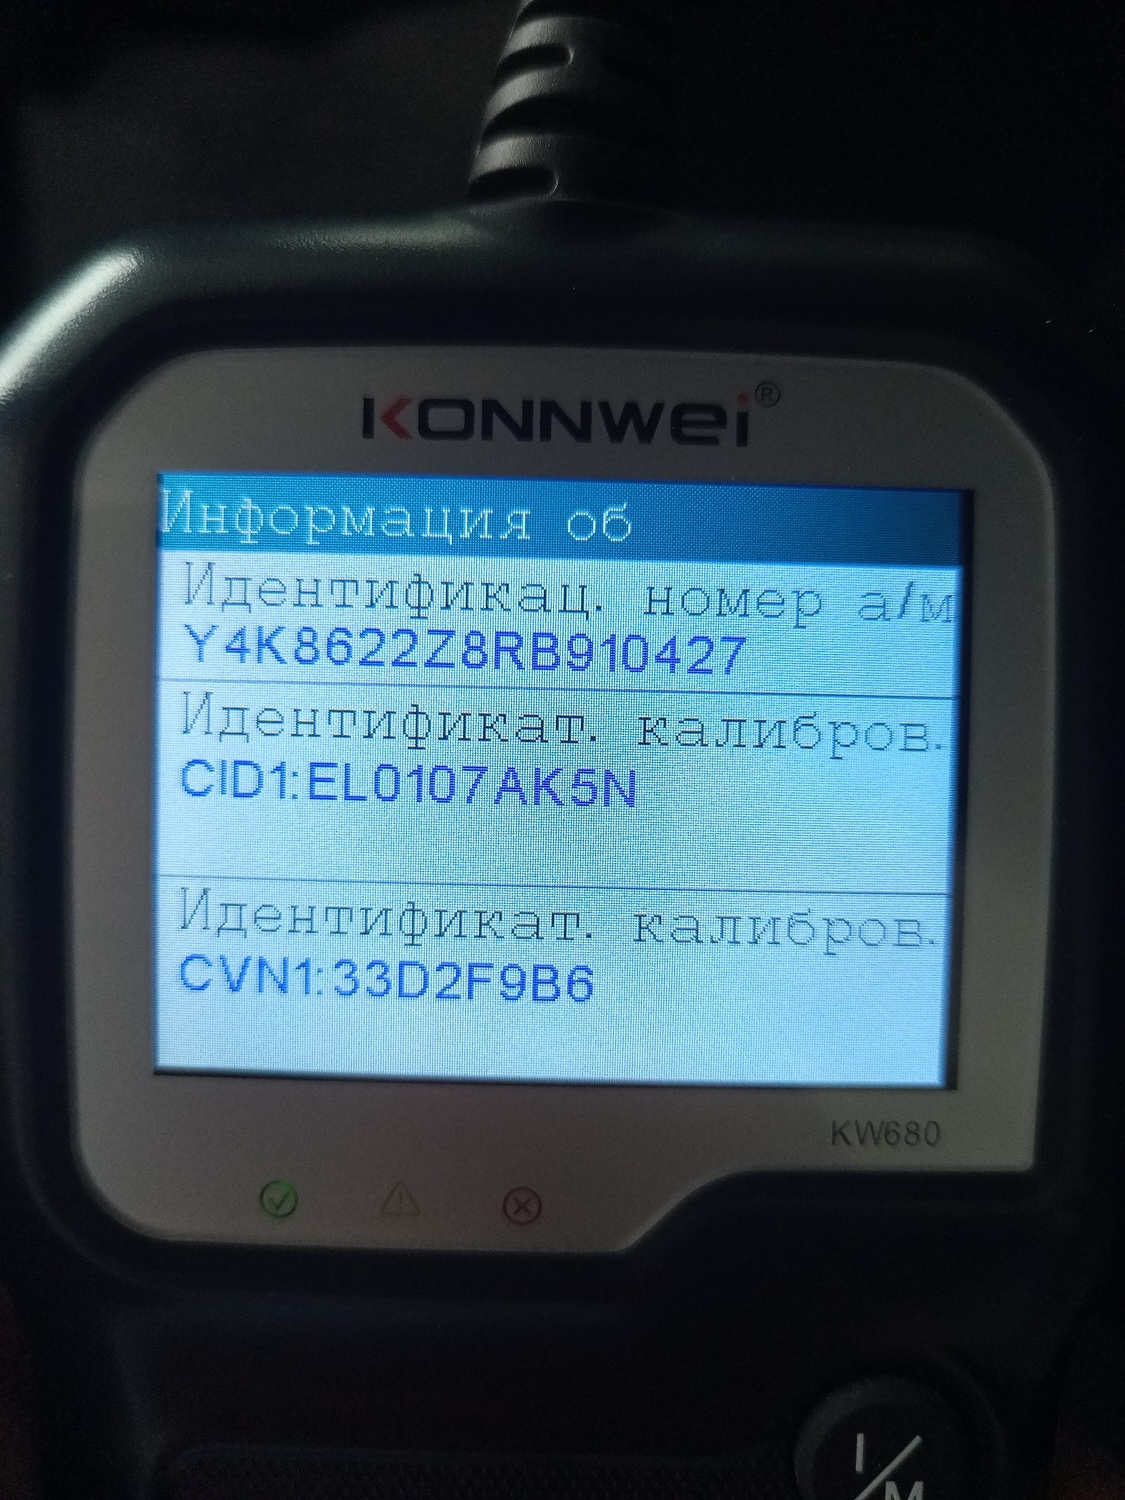 KONNWEI®
Информация об
Идентификац. номер а/м
Y4K8622Z8RB910427
Идентификат. калибров.
CID1:EL0107AK5N
Идентификат. калибров.
CVN1:33D2F9B6
KW680
I/M